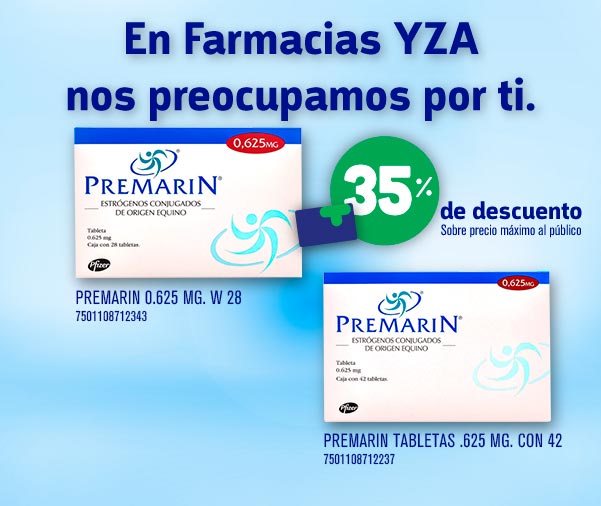 En Farmacias YZA
nos preocupamos por ti.
0,625MG
PREMARIN®
ESTRÓGENOS CONJUGADOS
DE ORIGEN EQUINO
Tableta
0.625 mg
Caja con 28 tabletas.
Pfizer
35%
de descuento
Sobre precio máximo al público
PREMARIN 0.625 MG. W 28
7501108712343
0,625MG
PREMARIN®
ESTRÓGENOS CONJUGADOS
DE ORIGEN EQUINO
Tableta
0.625 mg
Caja con 42 tabletas.
Pfizer
PREMARIN TABLETAS .625 MG. CON 42
7501108712237